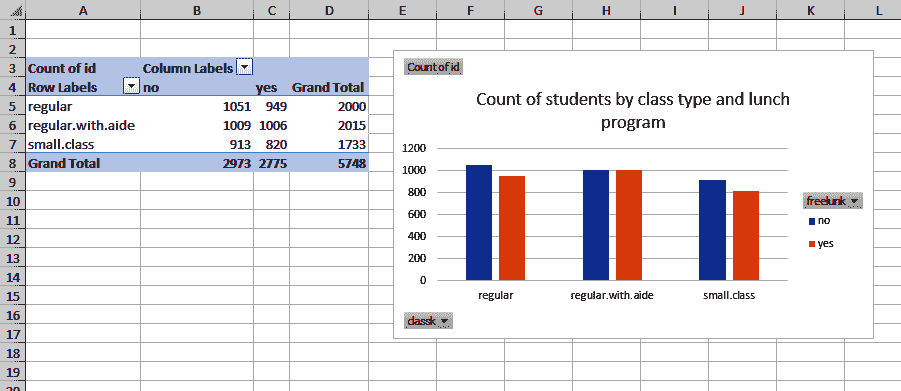 A B C D E F G H I J K L
1
2
3 Count of id Column Labels
4 Row Labels no yes Grand Total
5 regular 1051 949 2000
6 regular.with.aide 1009 1006 2015
7 small.class 913 820 1733
8 Grand Total 2973 2775 5748
9
10
11
12
13
14
15
16
17
18
19
Count of id
Count of students by class type and lunch
program
1200
1000
800
600
400
200
0
regular regular.with.aide small.class
freelunk
no
yes
classk